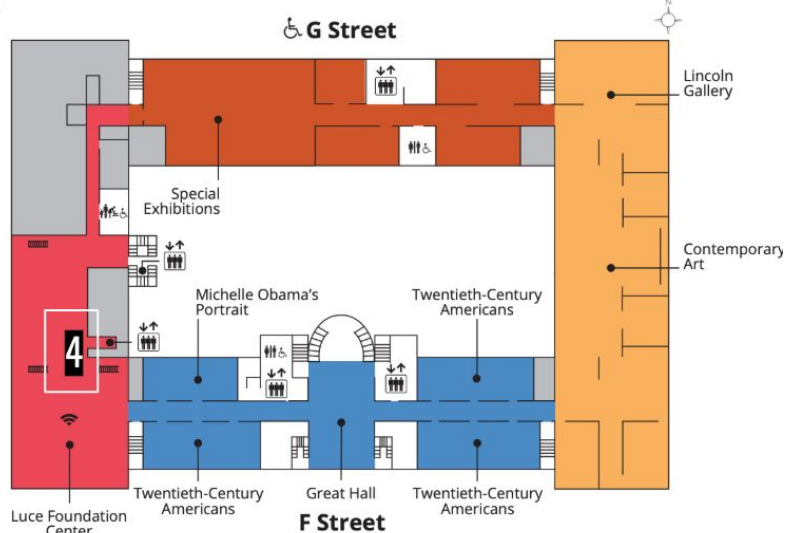 N
G Street
Lincoln
Gallery
Special
Exhibitions
Contemporary
Art
Michelle Obama's
Portrait
Twentieth-Century
Americans
4
Luce Foundation
Center
Twentieth-Century
Americans
Great Hall
Twentieth-Century
Americans
F Street